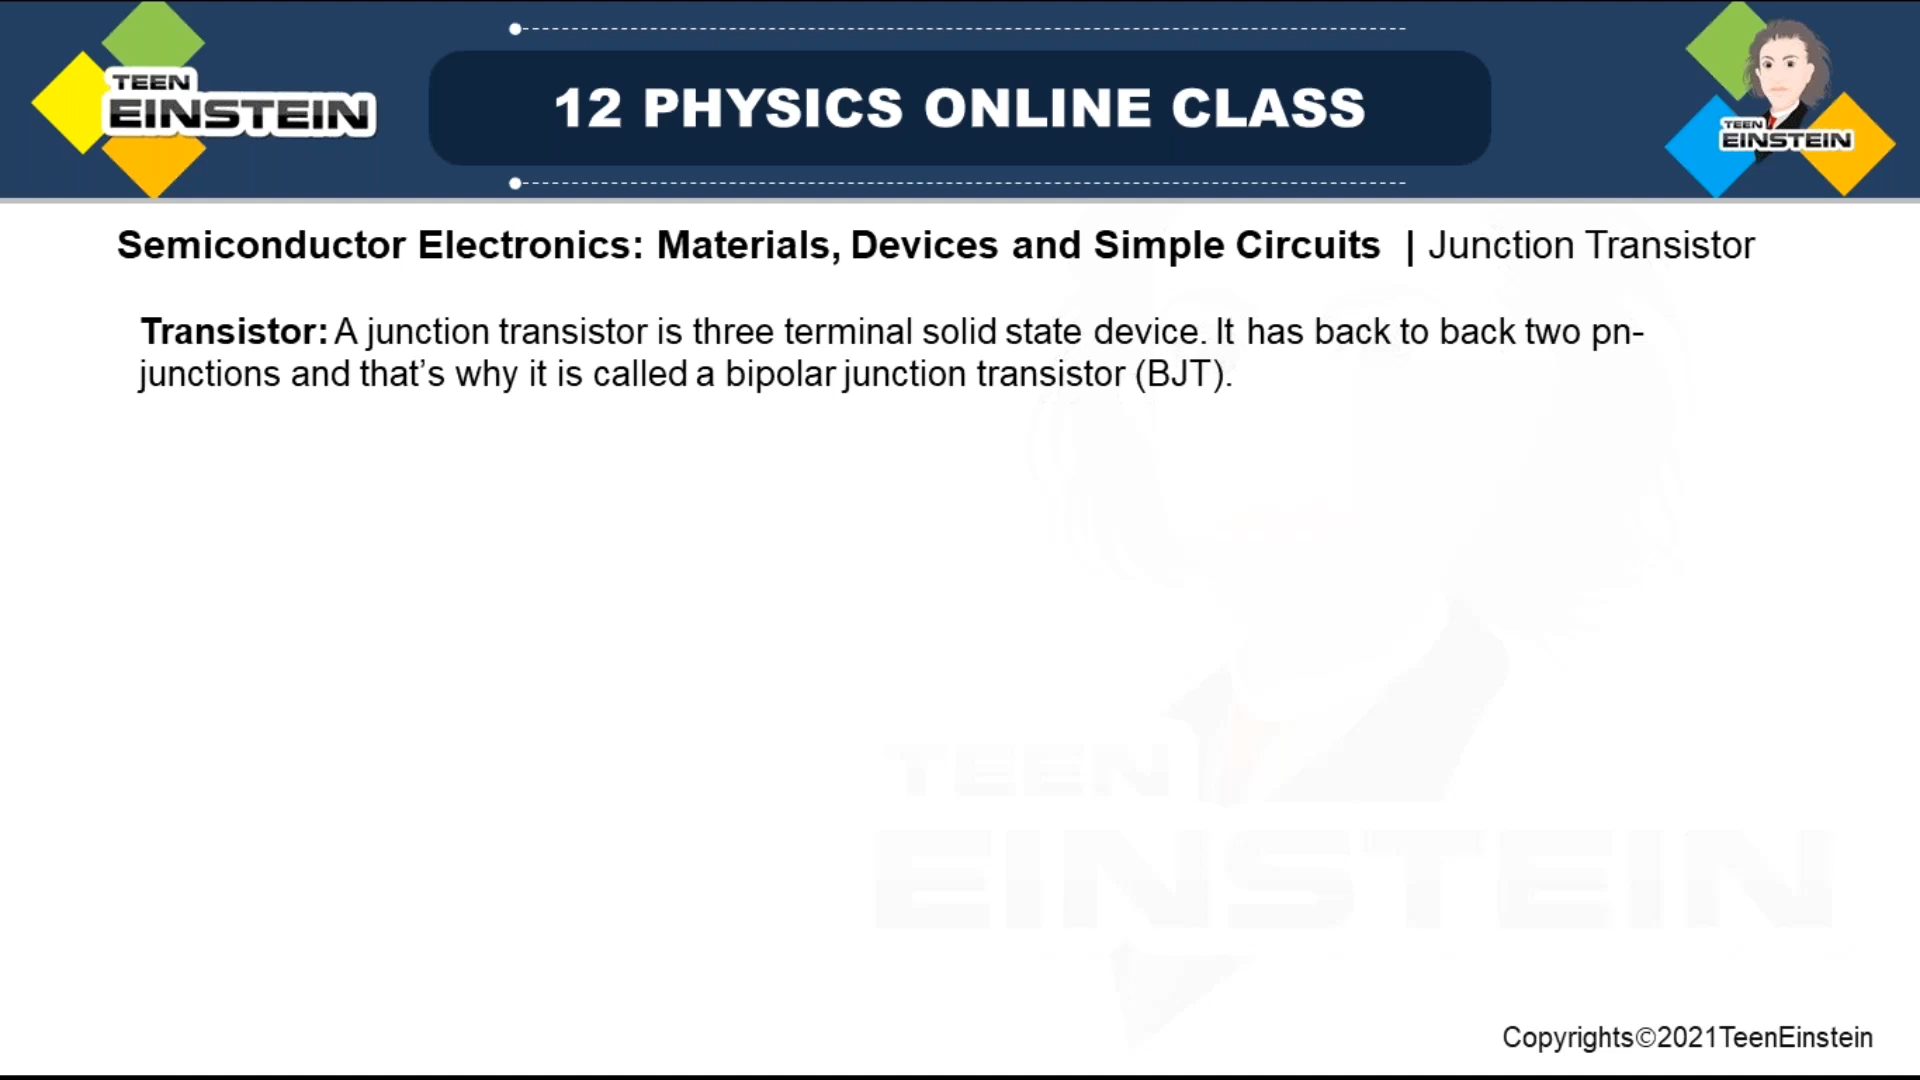 TEEN
EINSTEIN
12 PHYSICS ONLINE CLASS
TEEN
EINSTEIN
Semiconductor Electronics: Materials, Devices and Simple Circuits | Junction Transistor
Transistor: A junction transistor is three terminal solid state device. It has back to back two pn-
junctions and that’s why it is called a bipolar junction transistor (BJT).
TEEN
EINSTEIN
Copyrights©2021TeenEinstein